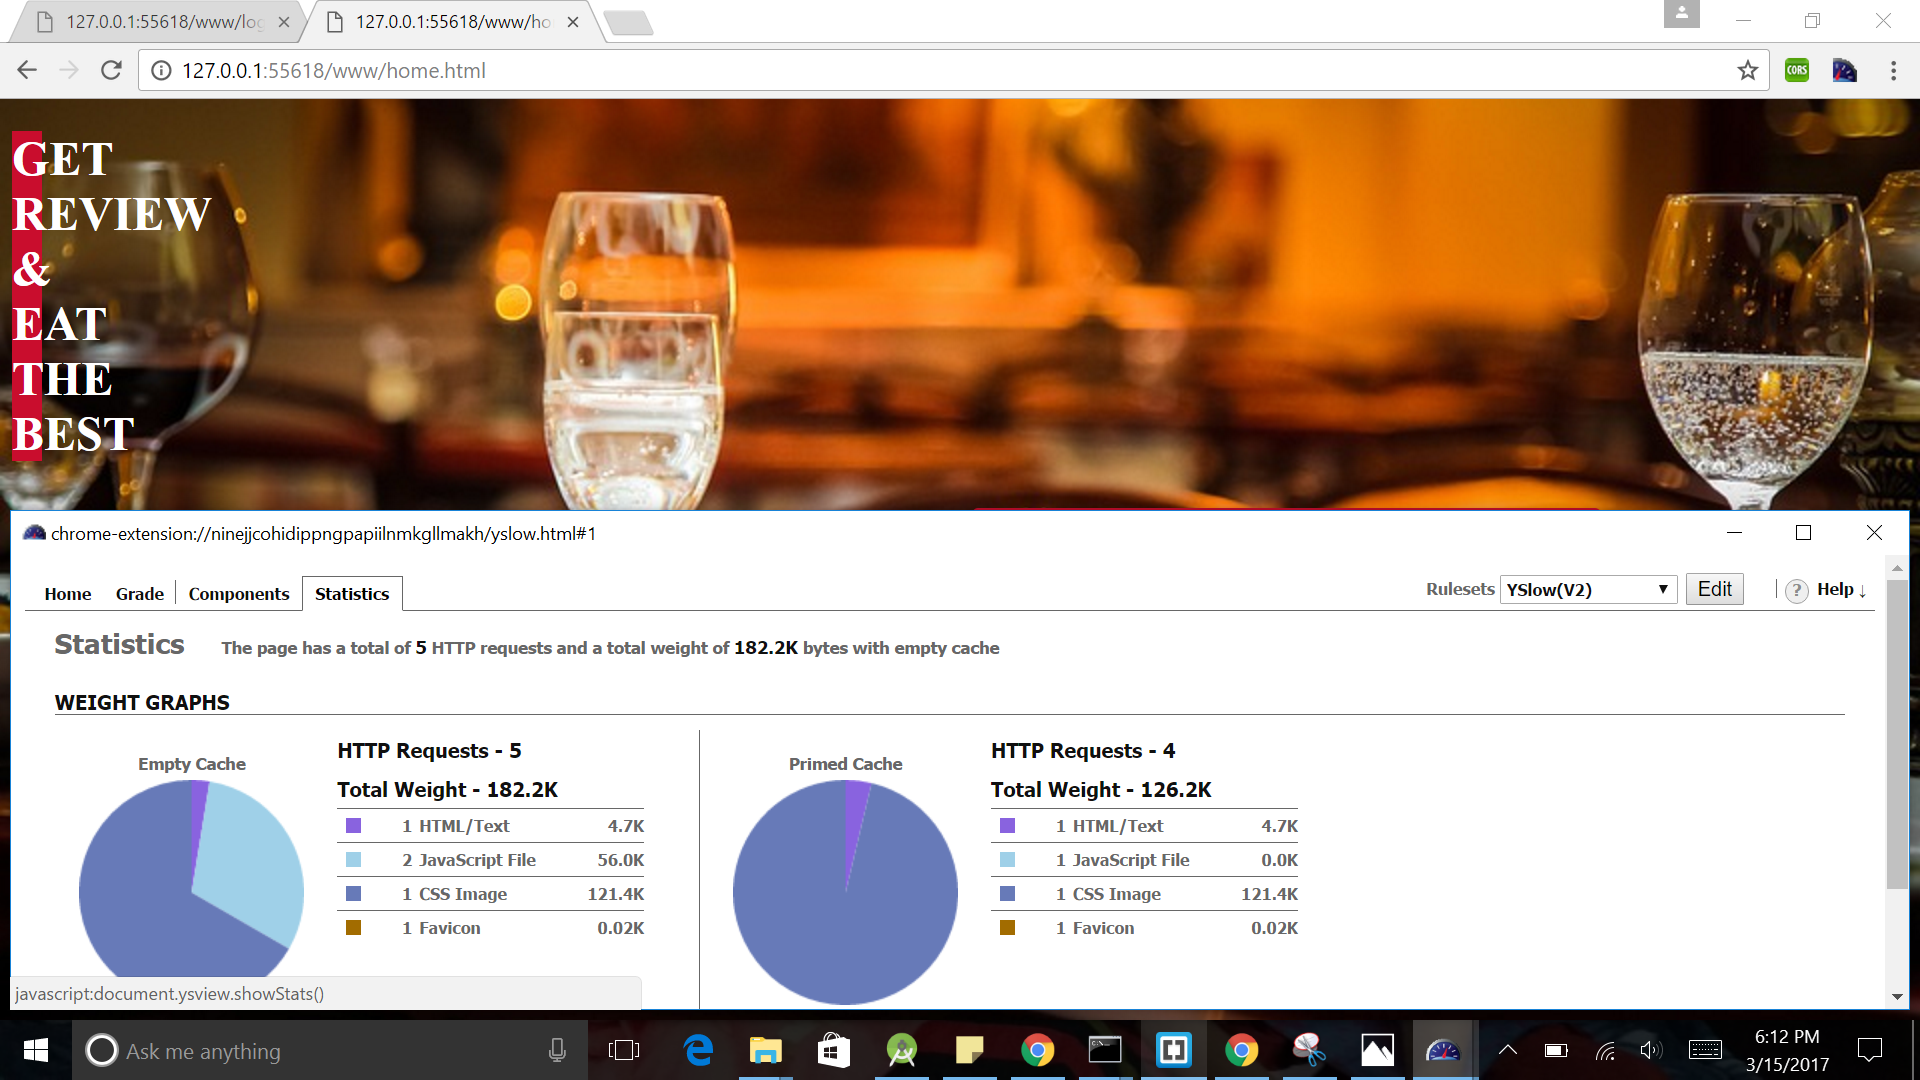 127.0.0.1:55618/www/log
127.0.0.1:55618/www/ho
127.0.0.1:55618/www/home.html
CORS
GET
REVIEW
&
EAT
THE
BEST
chrome-extension://ninejjcohidippngpapiilnmkgllmakh/yslow.html#1
Home Grade Components Statistics
Rulesets YSlow(V2) Edit ? Help ↓
Statistics The page has a total of 5 HTTP requests and a total weight of 182.2K bytes with empty cache
WEIGHT GRAPHS
Empty Cache
HTTP Requests - 5
Total Weight - 182.2K
1 HTML/Text 4.7K
2 JavaScript File 56.0K
1 CSS Image 121.4K
1 Favicon 0.02K
Primed Cache
HTTP Requests - 4
Total Weight - 126.2K
1 HTML/Text 4.7K
1 JavaScript File 0.0K
1 CSS Image 121.4K
1 Favicon 0.02K
javascript:document.ysview.showStats()
Ask me anything
6:12 PM
3/15/2017